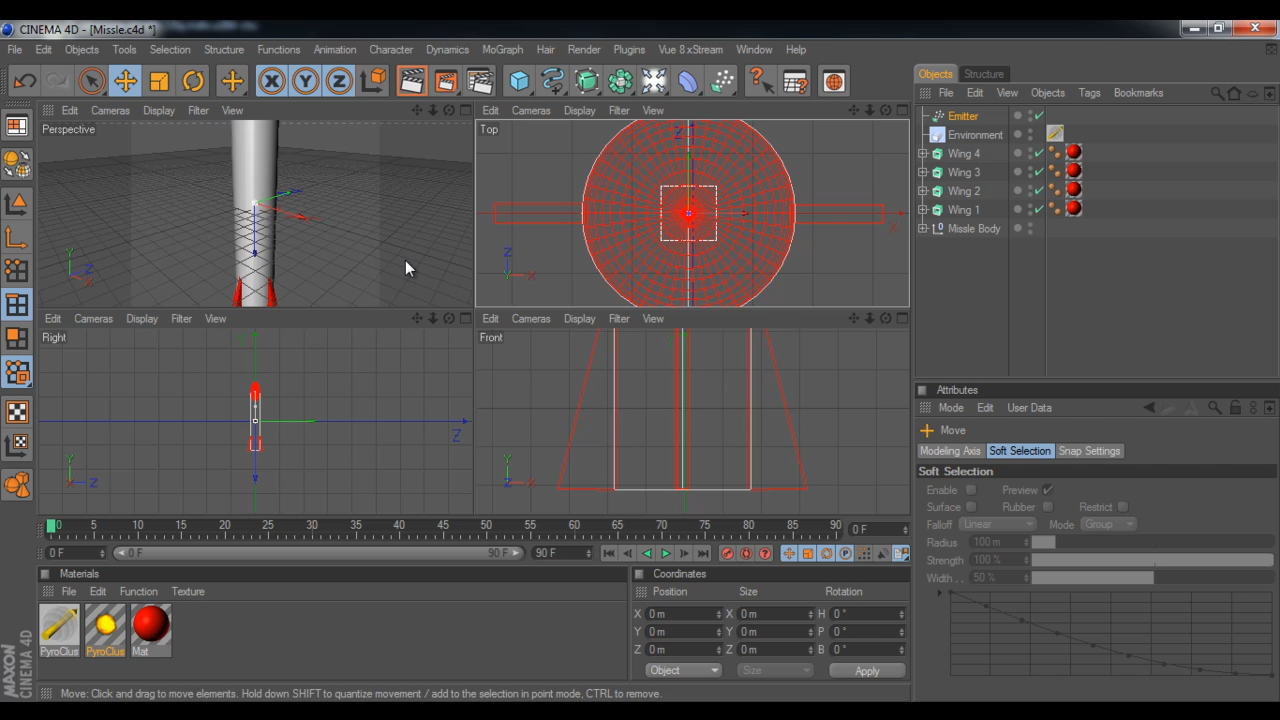 CINEMA 4D - [Missle.c4d *]
File Edit Objects Tools Selection Structure Functions Animation Character Dynamics MoGraph Hair Render Plugins Vue 8 xStream Window Help
X Y Z
Objects Structure
File Edit View Objects Tags Bookmarks
Edit Cameras Display Filter View
Perspective
Y Z X
Edit Cameras Display Filter View
Top
Z
X
Z
Y X
Emitter
Environment
Wing 4
Wing 3
Wing 2
Wing 1
Missle Body
Edit Cameras Display Filter View
Right
Z
Y
X Z
Edit Cameras Display Filter View
Front
Y
Z X
Attributes
Mode Edit User Data
Move
Modeling Axis Soft Selection Snap Settings
Soft Selection
Enable Preview
Surface Rubber Restrict
Falloff Linear Mode Group
Radius 100 m
Strength 100 %
Width . . 50 %
0 5 10 15 20 25 30 35 40 45 50 55 60 65 70 75 80 85 90 0 F
0 F 0 F 90 F 90 F
Materials
File Edit Function Texture
PyroClus PyroClus Mat
Coordinates
Position Size Rotation
X 0 m X 0 m H 0 °
Y 0 m Y 0 m P 0 °
Z 0 m Z 0 m B 0 °
Object Size Apply
MAXON CINEMA 4D
Move: Click and drag to move elements. Hold down SHIFT to quantize movement / add to the selection in point mode, CTRL to remove.